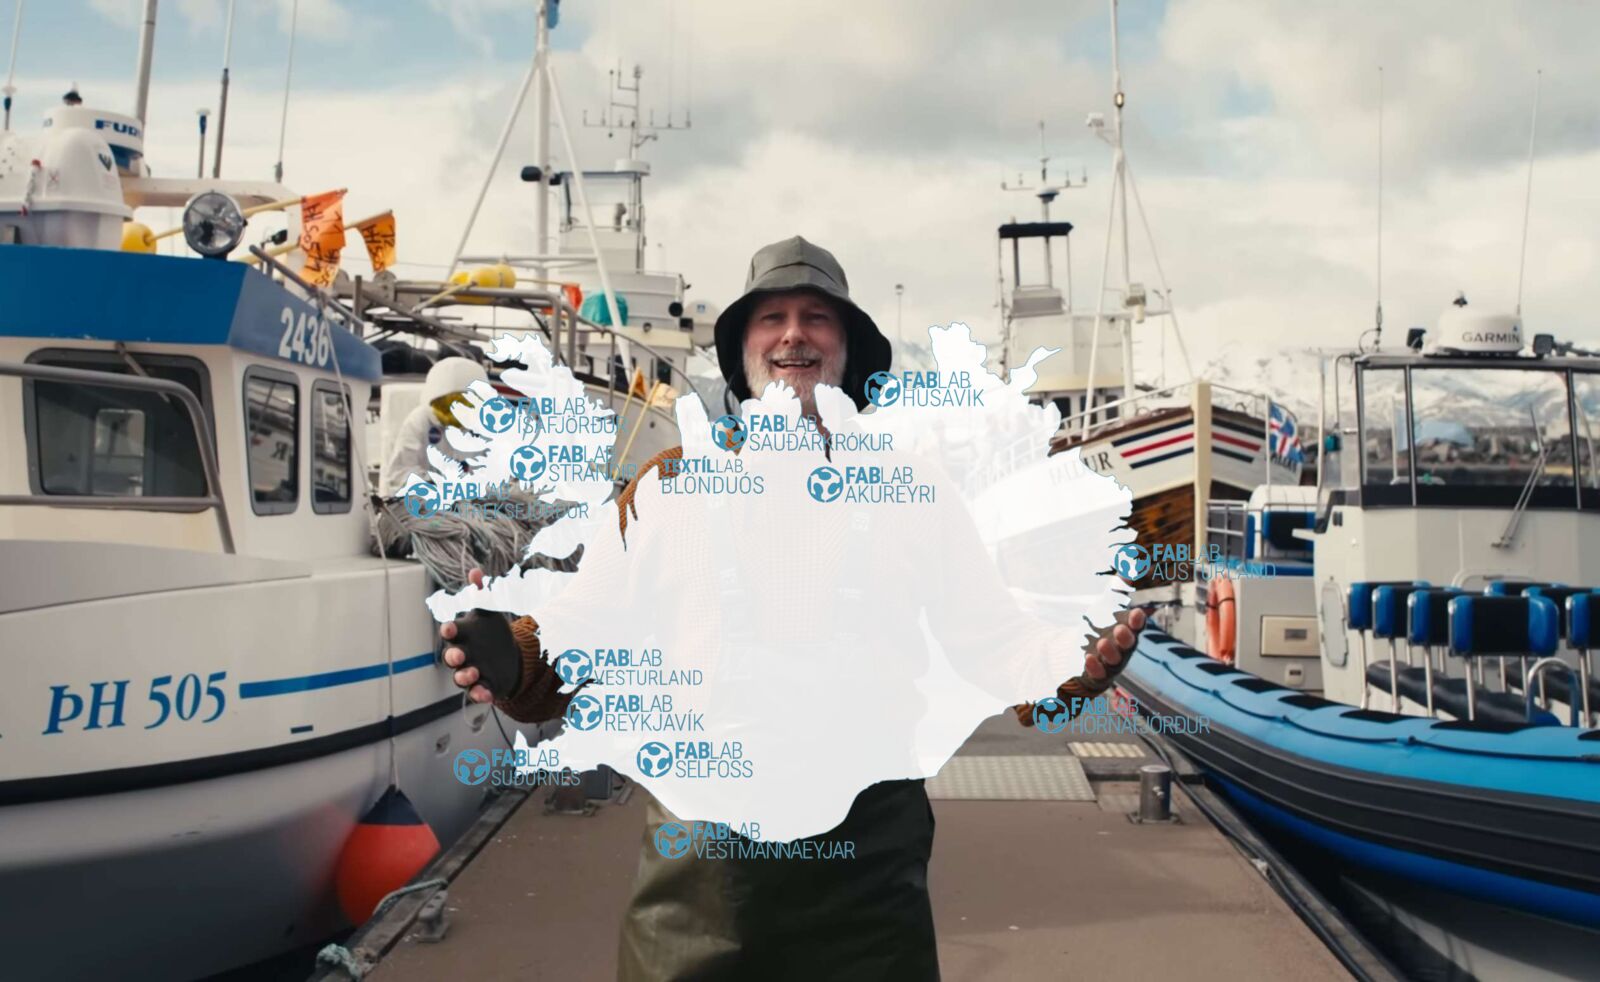 FURU
2436
ÞH 505
GARMIN
FABLAB
HÚSAVÍK
FABLAB
ÍSAFJÖRÐUR
FABLAB
SAUÐÁRKRÓKUR
FABLAB
STRANDIR
TEXTÍLLAB
BLÖNDUÓS
FABLAB
AKUREYRI
FABLAB
PATREKSFJÖRÐUR
FABLAB
AUSTURLAND
FABLAB
VESTURLAND
FABLAB
REYKJAVÍK
FABLAB
HORNAFJÖRÐUR
FABLAB
SUÐURNES
FABLAB
SELFOSS
FABLAB
VESTMANNAEYJAR